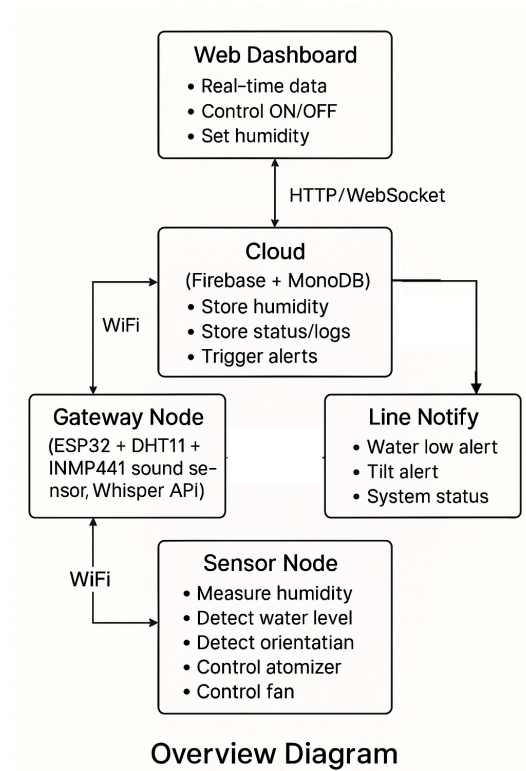 Web Dashboard
• Real-time data
• Control ON/OFF
• Set humidity
HTTP/WebSocket
Cloud
(Firebase + MonoDB)
• Store humidity
• Store status/logs
• Trigger alerts
WiFi
Gateway Node
(ESP32 + DHT11 +
INMP441 sound se-
nsor, Whisper APi)
Line Notify
• Water low alert
• Tilt alert
• System status
WiFi
Sensor Node
• Measure humidity
• Detect water level
• Detect orientatian
• Control atomizer
• Control fan
Overview Diagram